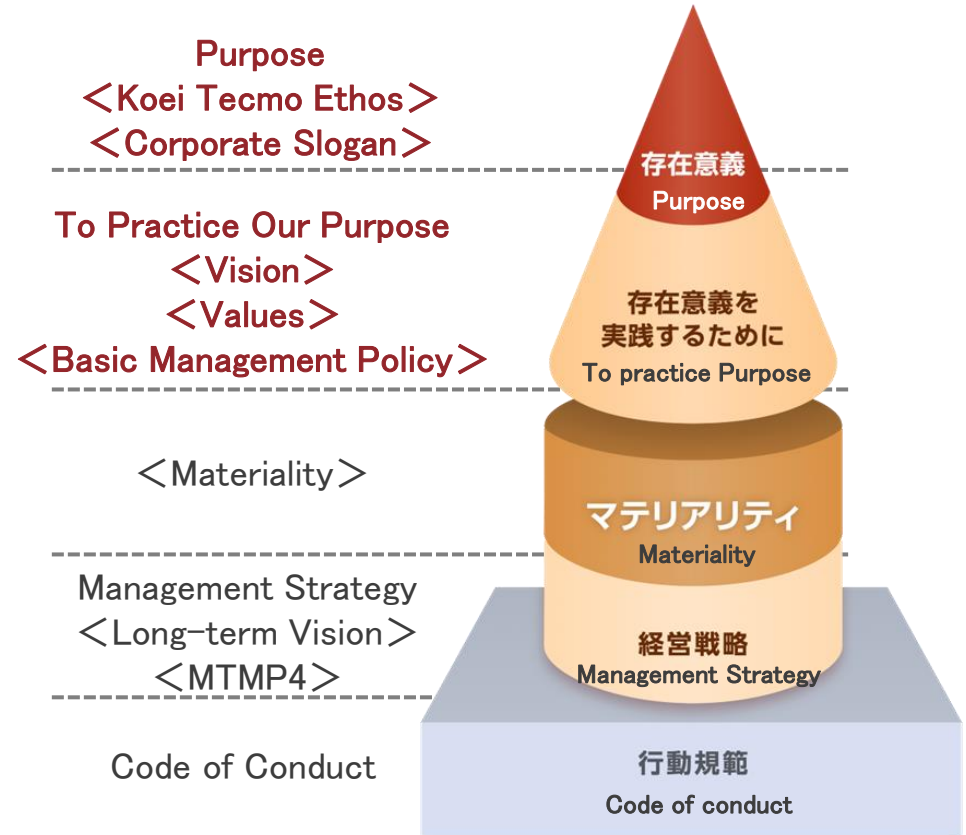 Purpose
＜Koei Tecmo Ethos＞
＜Corporate Slogan＞
存在意義
Purpose
To Practice Our Purpose
＜Vision＞
＜Values＞
＜Basic Management Policy＞
存在意義を
実践するために
To practice Purpose
＜Materiality＞
マテリアリティ
Materiality
Management Strategy
＜Long-term Vision＞
＜MTMP4＞
経営戦略
Management Strategy
Code of Conduct
行動規範
Code of conduct